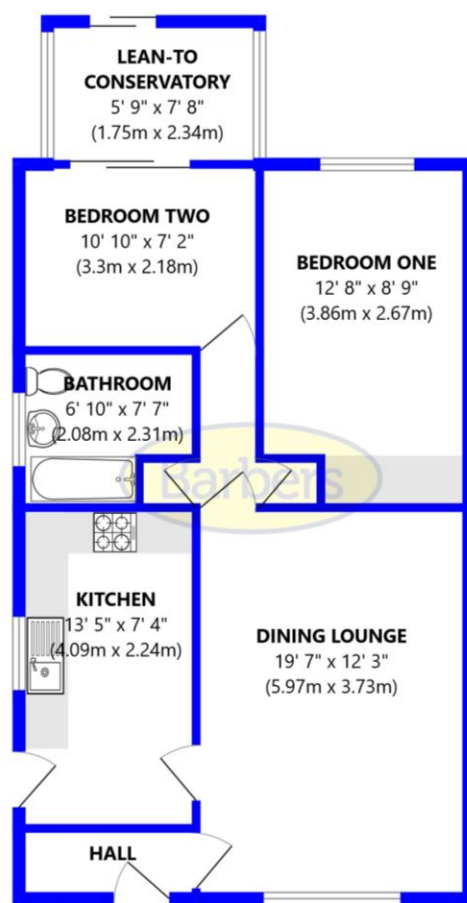 LEAN-TO
CONSERVATORY
5' 9" x 7' 8"
(1.75m x 2.34m)
BEDROOM TWO
10' 10" x 7' 2"
(3.3m x 2.18m)
BEDROOM ONE
12' 8" x 8' 9"
(3.86m x 2.67m)
BATHROOM
6' 10" x 7' 7"
(2.08m x 2.31m)
Barbers
KITCHEN
13' 5" x 7' 4"
(4.09m x 2.24m)
DINING LOUNGE
19' 7" x 12' 3"
(5.97m x 3.73m)
HALL